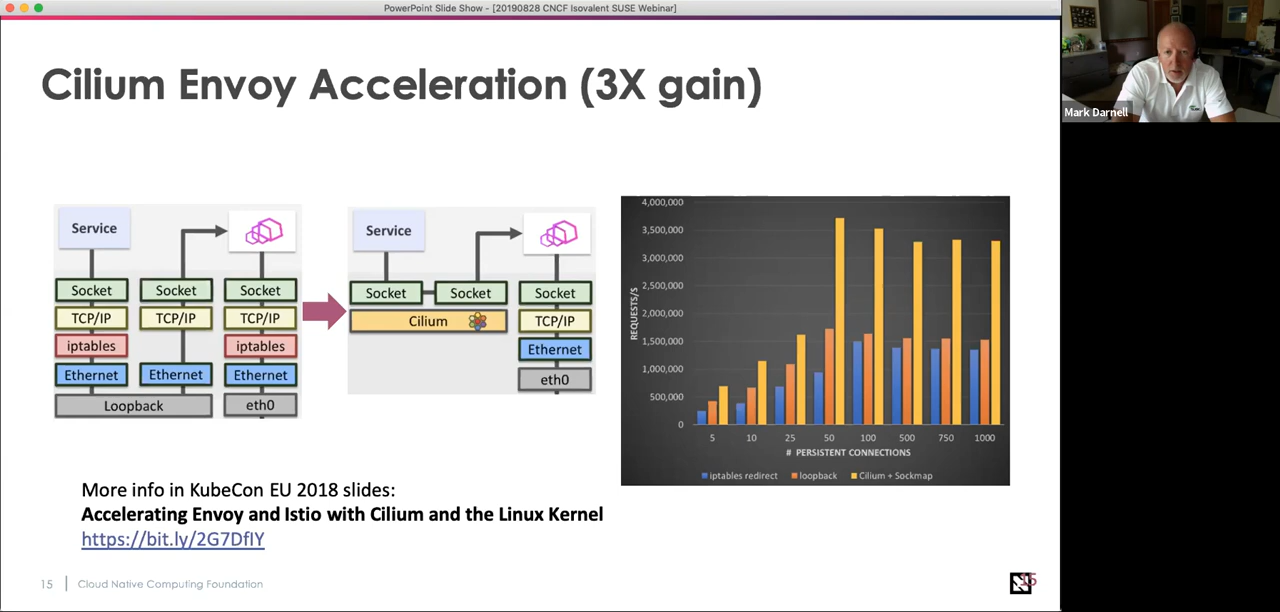 PowerPoint Slide Show - [20190828 CNCF Isovalent SUSE Webinar]
Cilium Envoy Acceleration (3X gain)
Service
Socket
Socket
Socket
TCP/IP
TCP/IP
TCP/IP
iptables
iptables
Ethernet
Ethernet
Ethernet
Loopback
eth0
Service
Socket
Socket
Socket
Cilium
TCP/IP
Ethernet
eth0
4,000,000
3,500,000
3,000,000
2,500,000
2,000,000
1,500,000
1,000,000
500,000
0
REQUESTS/S
5 10 25 50 100 500 750 1000
# PERSISTENT CONNECTIONS
iptables redirect loopback Cilium + Sockmap
More info in KubeCon EU 2018 slides:
Accelerating Envoy and Istio with Cilium and the Linux Kernel
https://bit.ly/2G7DfIY
15 | Cloud Native Computing Foundation
15
Mark Darnell